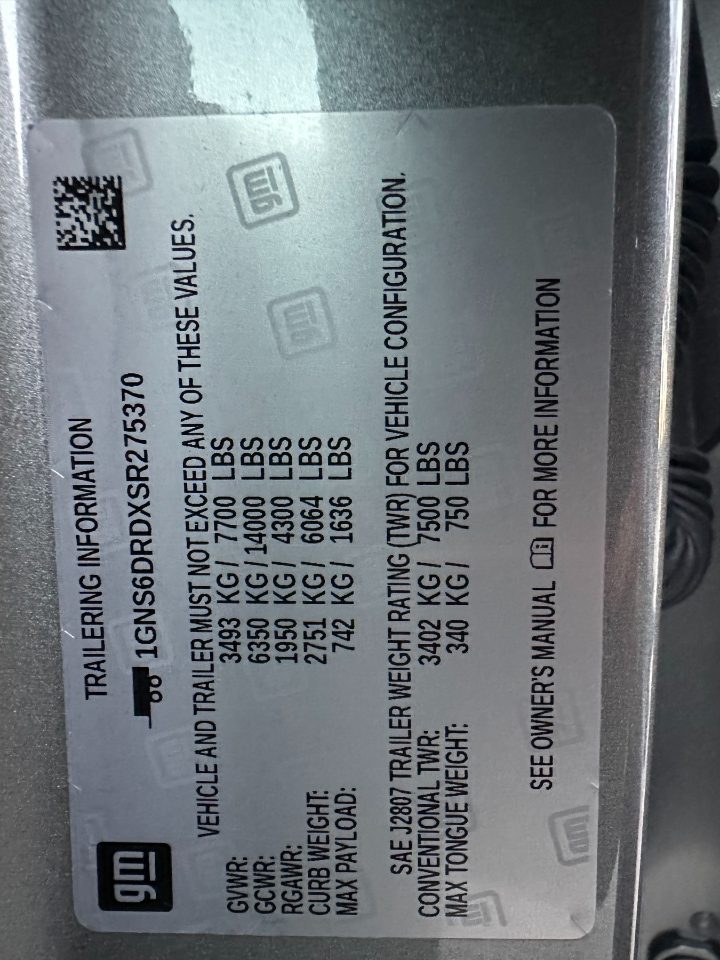 gm
TRAILERING INFORMATION
1GNS6DRDXSR275370
VEHICLE AND TRAILER MUST NOT EXCEED ANY OF THESE VALUES.
GVWR: 3493 KG / 7700 LBS
GCWR: 6350 KG / 14000 LBS
RGAWR: 1950 KG / 4300 LBS
CURB WEIGHT: 2751 KG / 6064 LBS
MAX PAYLOAD: 742 KG / 1636 LBS
SAE J2807 TRAILER WEIGHT RATING (TWR) FOR VEHICLE CONFIGURATION.
CONVENTIONAL TWR: 3402 KG / 7500 LBS
MAX TONGUE WEIGHT: 340 KG / 750 LBS
SEE OWNER'S MANUAL FOR MORE INFORMATION
gm